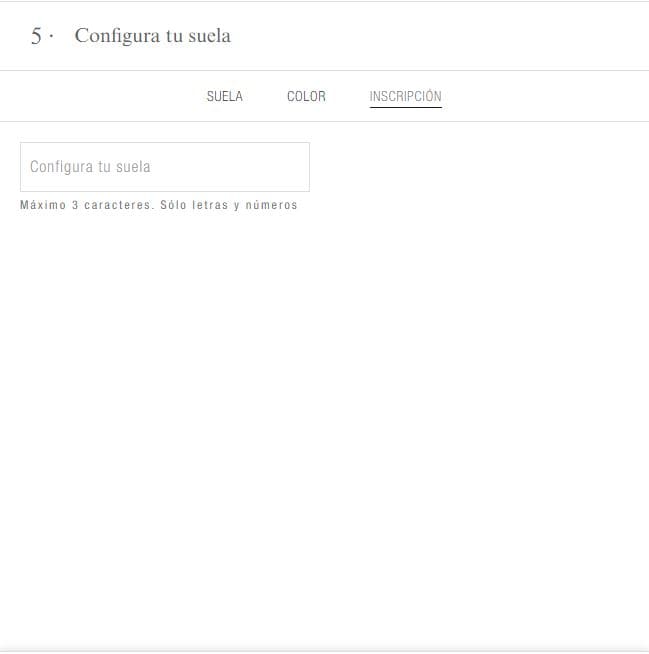 5 · Configura tu suela
SUELA COLOR INSCRIPCIÓN
Configura tu suela
Máximo 3 caracteres. Sólo letras y números